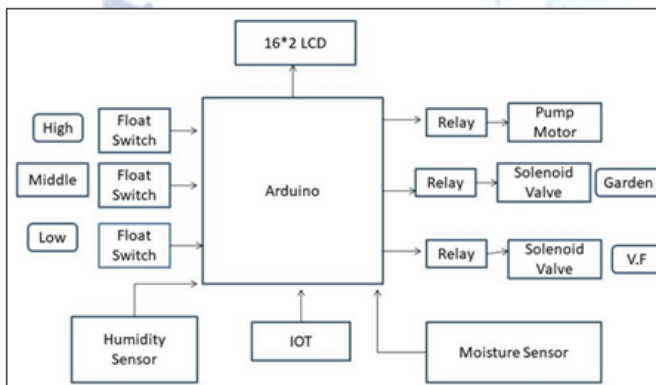 16*2 LCD
High
Float
Switch
Middle
Float
Switch
Low
Float
Switch
Arduino
Relay
Pump
Motor
Relay
Solenoid
Valve
Garden
Relay
Solenoid
Valve
V.F
Humidity
Sensor
IOT
Moisture Sensor